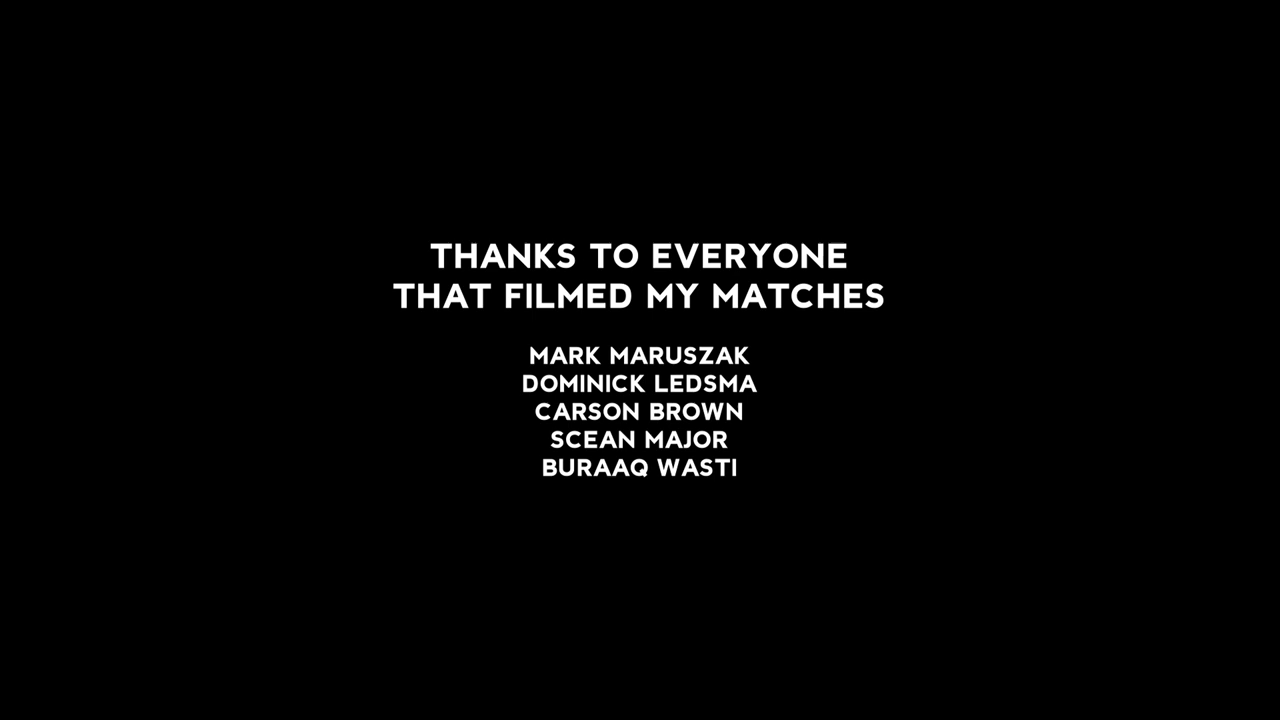 THANKS TO EVERYONE
THAT FILMED MY MATCHES
MARK MARUSZAK
DOMINICK LEDSMA
CARSON BROWN
SCEAN MAJOR
BURAAQ WASTI